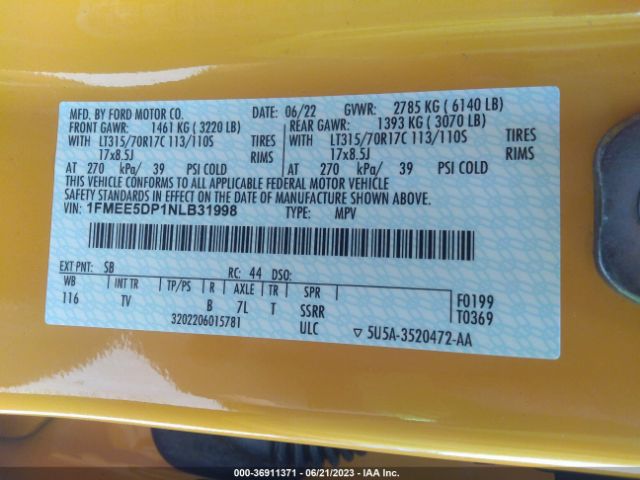 MFD. BY FORD MOTOR CO. DATE: 06/22 GVWR: 2785 KG ( 6140 LB)
FRONT GAWR: 1461 KG ( 3220 LB) REAR GAWR: 1393 KG ( 3070 LB)
WITH LT315/70R17C 113/110S TIRES WITH LT315/70R17C 113/110S TIRES
17x8.5J RIMS 17x8.5J RIMS
AT 270 kPa/ 39 PSI COLD AT 270 kPa/ 39 PSI COLD
THIS VEHICLE CONFORMS TO ALL APPLICABLE FEDERAL MOTOR VEHICLE
SAFETY STANDARDS IN EFFECT ON THE DATE OF MANUFACTURE SHOWN ABOVE.
VIN: 1FMEE5DP1NLB31998 TYPE: MPV
EXT PNT: SB RC: 44 DSO:
WB INT TR TP/PS R AXLE TR SPR
116 TV B 7L T SSRR
ULC
F0199
T0369
3202206015781
▽ 5U5A-3520472-AA
000-36911371 - 06/21/2023 - IAA Inc.